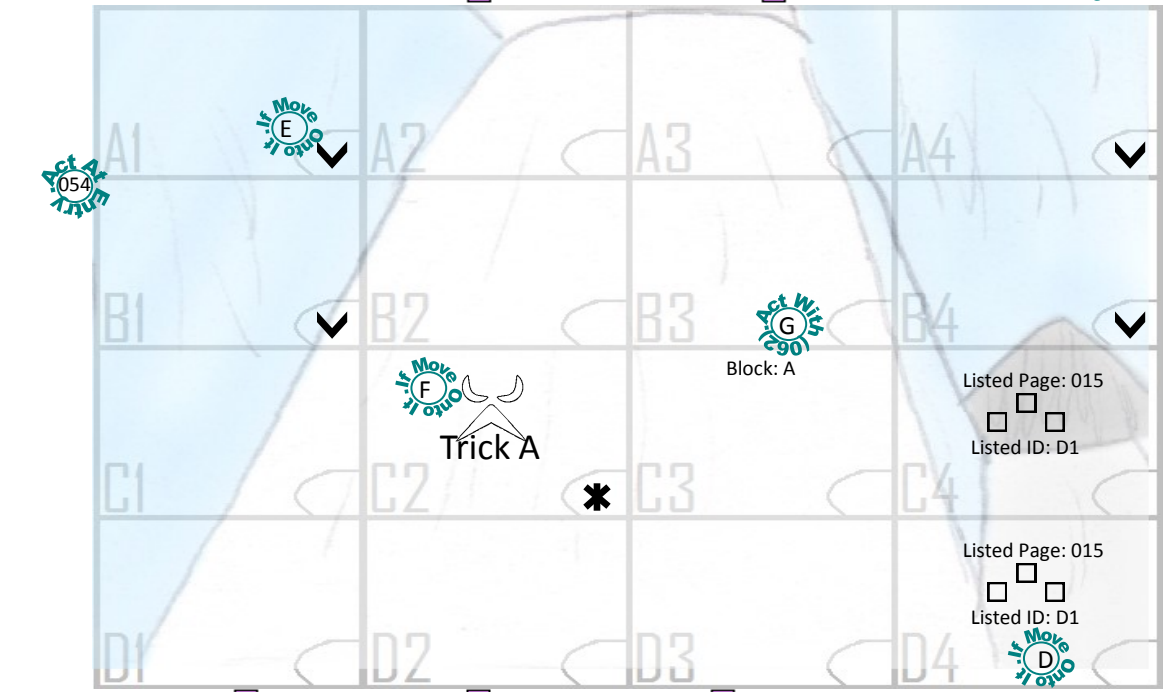 If Move Onto It.
E
A1
A2
A3
A4
Act At Entry.
054
B1
B2
B3
B4
Act With (062).
G
If Move Onto It.
F
Block: A
Listed Page: 015
Listed ID: D1
Trick A
C1
C2
C3
C4
Listed Page: 015
Listed ID: D1
If Move Onto It.
D
D1
D2
D3
D4